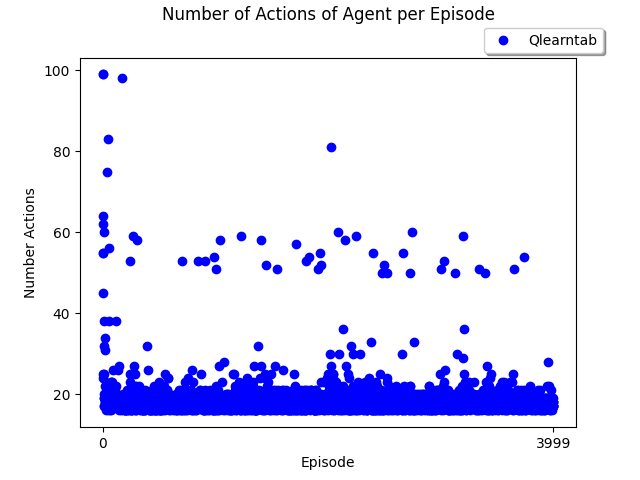 Number of Actions of Agent per Episode
Qlearntab
100
80
60
40
20
Number Actions
0
3999
Episode